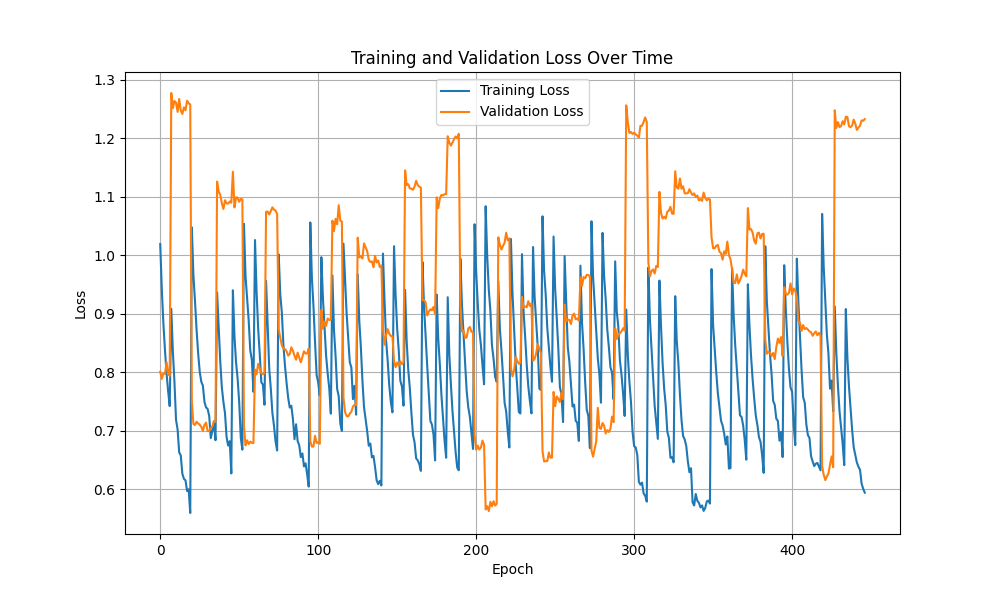 Training and Validation Loss Over Time
Training Loss
Validation Loss
1.3
1.2
1.1
1.0
0.9
0.8
0.7
0.6
Loss
0 100 200 300 400
Epoch